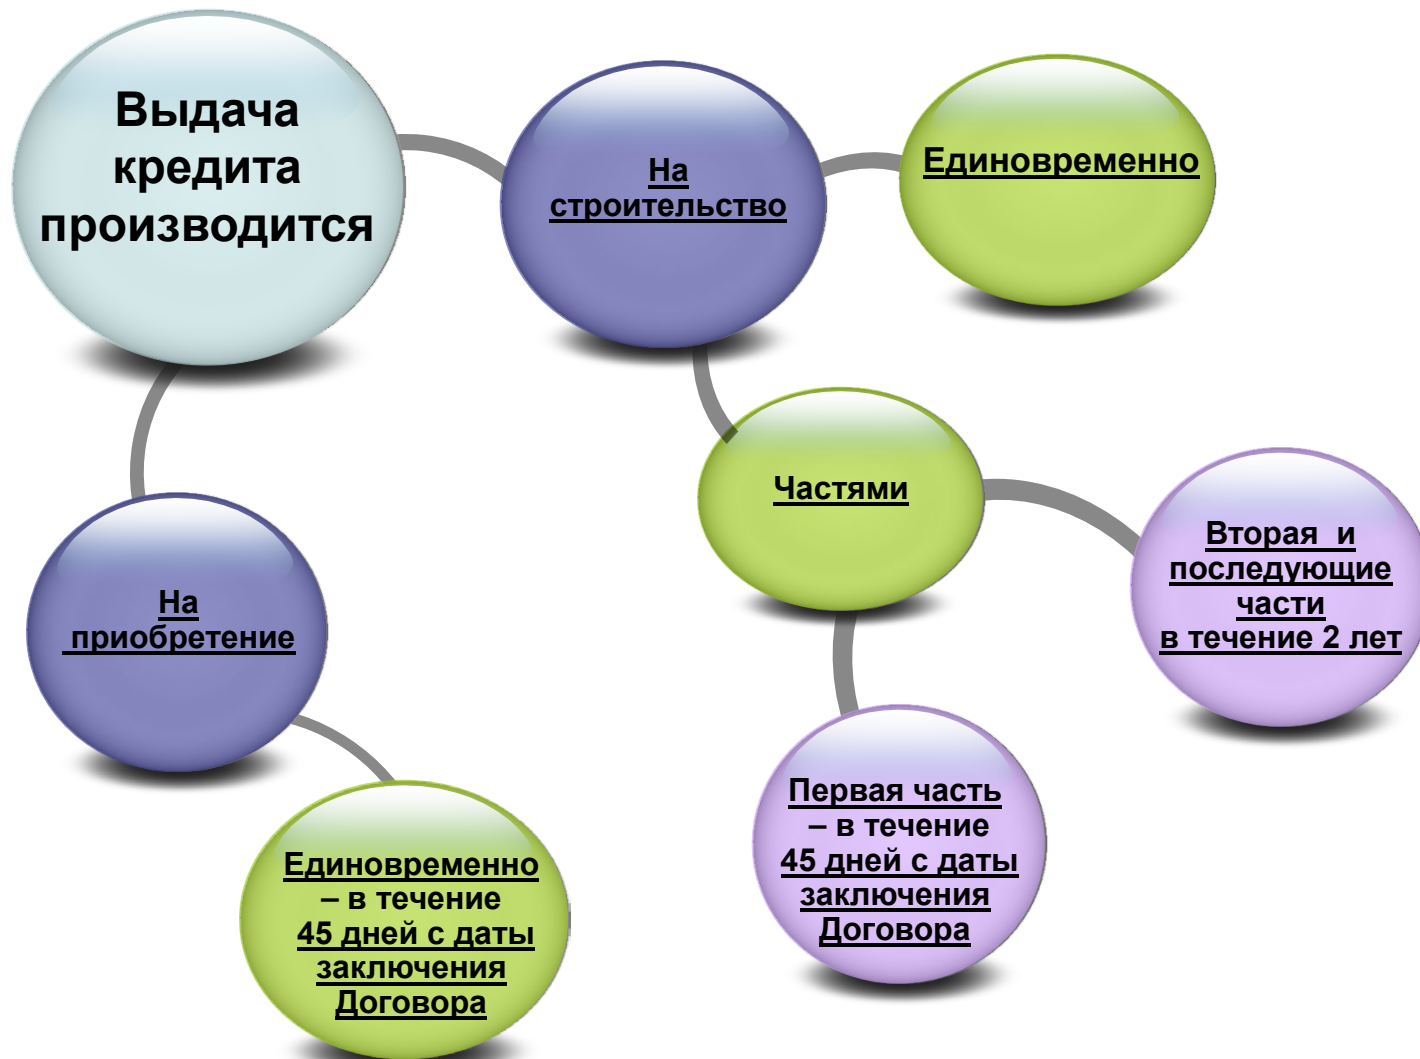 Выдача
кредита
производится
На
строительство
Единовременно
Частями
Вторая и
последующие
части
в течение 2 лет
На
приобретение
Первая часть
– в течение
45 дней с даты
заключения
Договора
Единовременно
– в течение
45 дней с даты
заключения
Договора